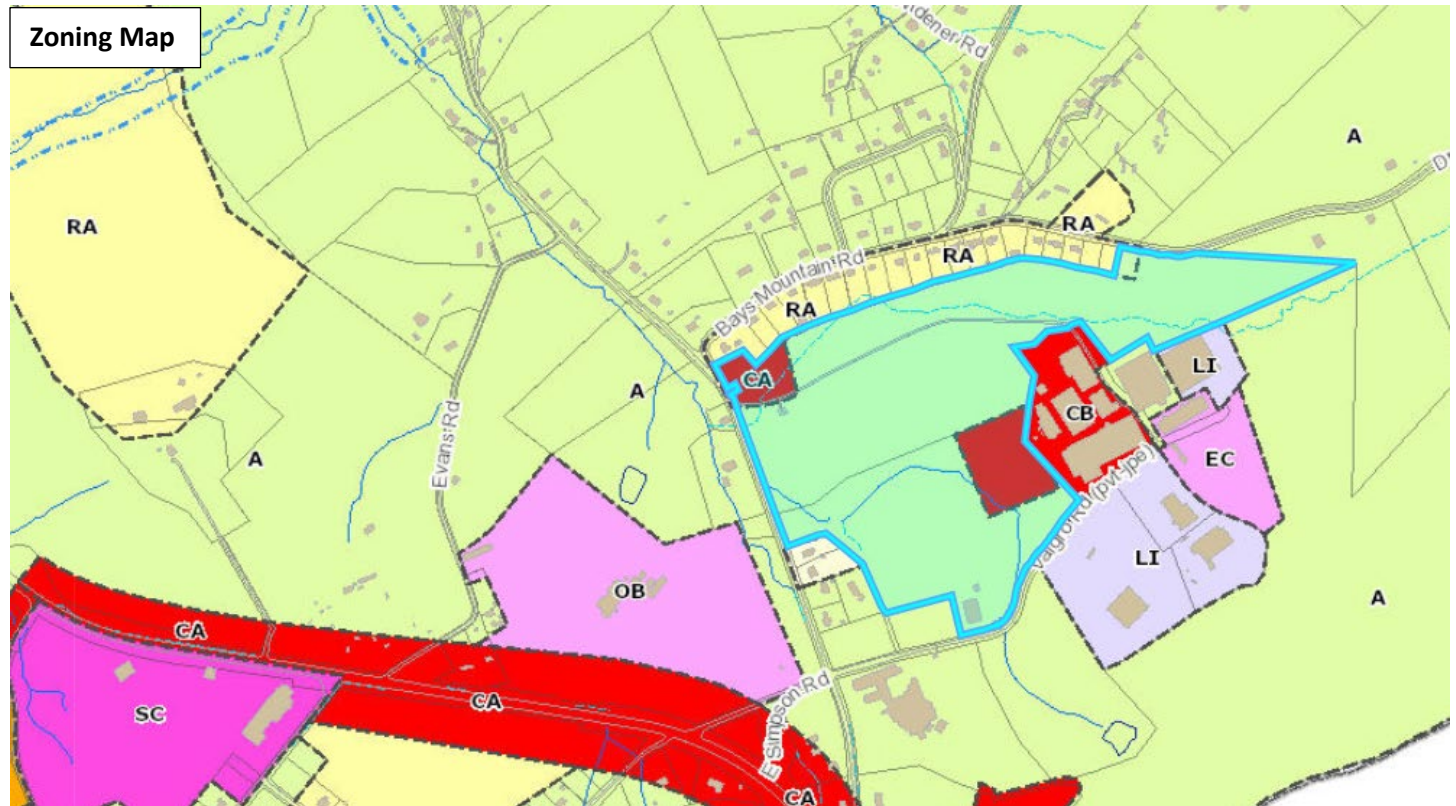 Zoning Map
A
RA
RA
RA
Bays Mountain Rd
RA
LI
CA
A
CB
Evans Rd
A
EC
LI
OB
A
CA
CA
SC
E Simpson Rd
CA